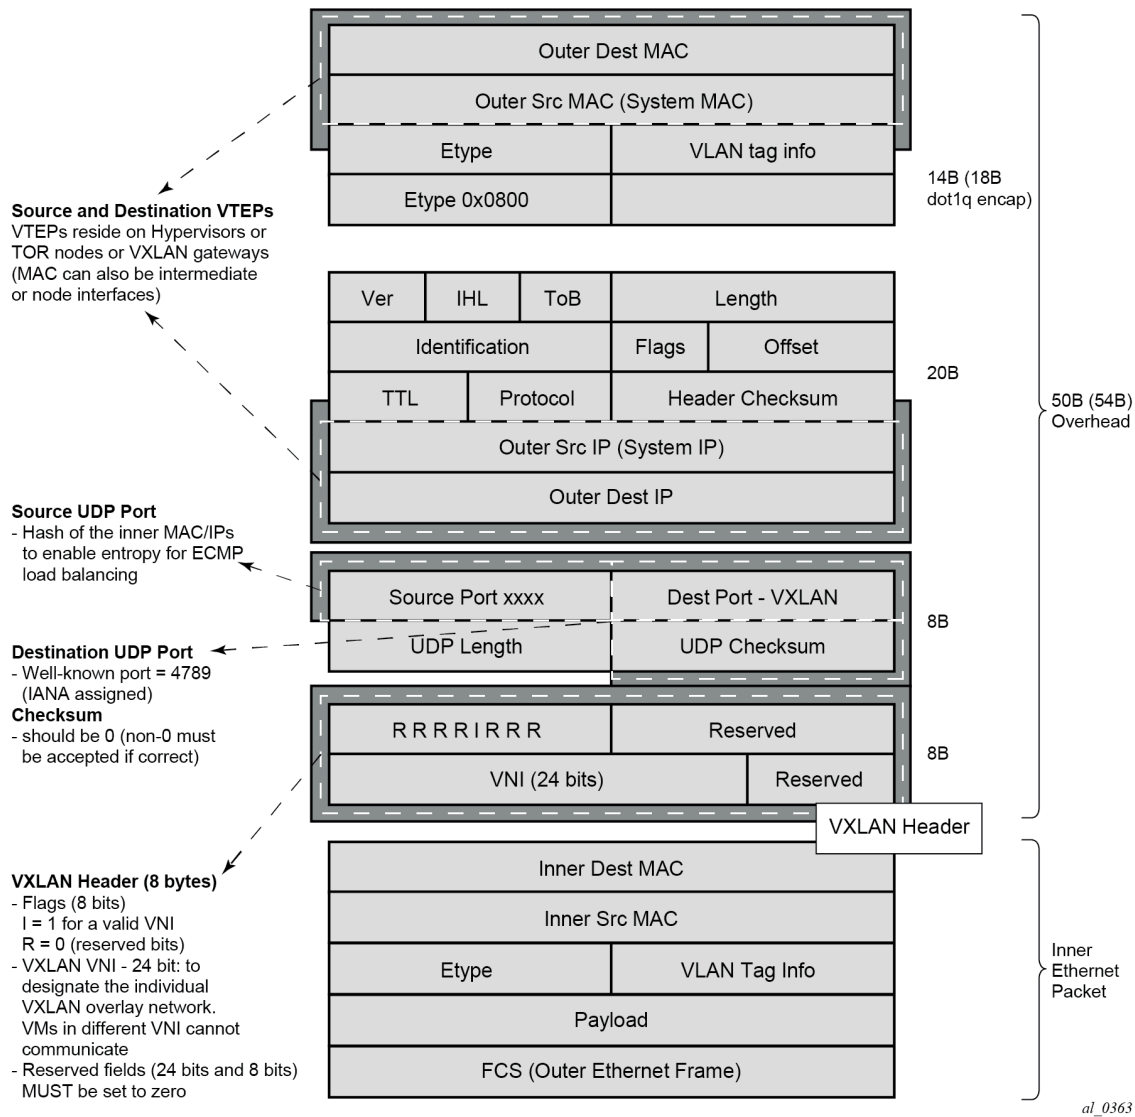 Outer Dest MAC
Outer Src MAC (System MAC)
Etype
VLAN tag info
Etype 0x0800
14B (18B
dot1q encap)
Source and Destination VTEPs
VTEPs reside on Hypervisors or
TOR nodes or VXLAN gateways
(MAC can also be intermediate
or node interfaces)
Ver
IHL
ToB
Length
Identification
Flags
Offset
TTL
Protocol
Header Checksum
Outer Src IP (System IP)
Outer Dest IP
20B
50B (54B)
Overhead
Source UDP Port
- Hash of the inner MAC/IPs
to enable entropy for ECMP
load balancing
Source Port xxxx
Dest Port - VXLAN
UDP Length
UDP Checksum
8B
Destination UDP Port
- Well-known port = 4789
(IANA assigned)
Checksum
- should be 0 (non-0 must
be accepted if correct)
R R R R I R R R
Reserved
VNI (24 bits)
Reserved
8B
VXLAN Header
VXLAN Header (8 bytes)
- Flags (8 bits)
I = 1 for a valid VNI
R = 0 (reserved bits)
- VXLAN VNI - 24 bit: to
designate the individual
VXLAN overlay network.
VMs in different VNI cannot
communicate
- Reserved fields (24 bits and 8 bits)
MUST be set to zero
Inner Dest MAC
Inner Src MAC
Etype
VLAN Tag Info
Payload
FCS (Outer Ethernet Frame)
Inner
Ethernet
Packet
al_0363